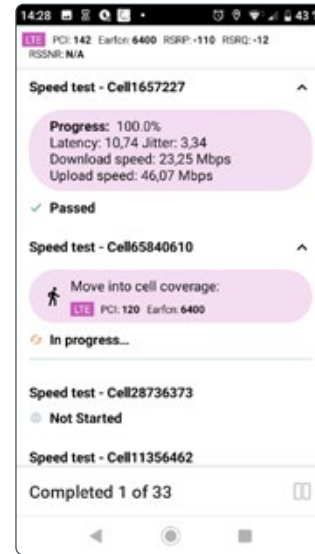 14:28 43 %
LTE PCI: 142 Earfcn: 6400 RSRP: -110 RSRQ: -12
RSSNR: N/A
Speed test - Cell1657227
Progress: 100.0%
Latency: 10,74 Jitter: 3,34
Download speed: 23,25 Mbps
Upload speed: 46,07 Mbps
Passed
Speed test - Cell65840610
Move into cell coverage:
LTE PCI: 120 Earfcn: 6400
In progress...
Speed test - Cell28736373
Not Started
Speed test - Cell11356462
Completed 1 of 33